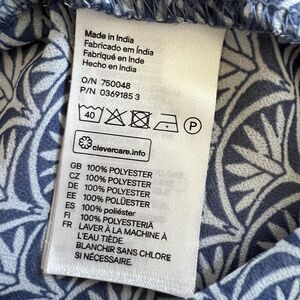 Made in India
Fabricado em Índia
Fabriqué en Inde
Hecho en India
O/N 750048
P/N 0369185 3
40
P
clevercare.info
GB 100% POLYESTER
CZ 100% POLYESTER
DE 100% POLYESTER
EE 100% POLÜESTER
ES 100% poliéster
FI 100% POLYESTERIÄ
FR LAVER À LA MACHINE À
L'EAU TIÈDE.
BLANCHIR SANS CHLORE
SI NÉCESSAIRE.